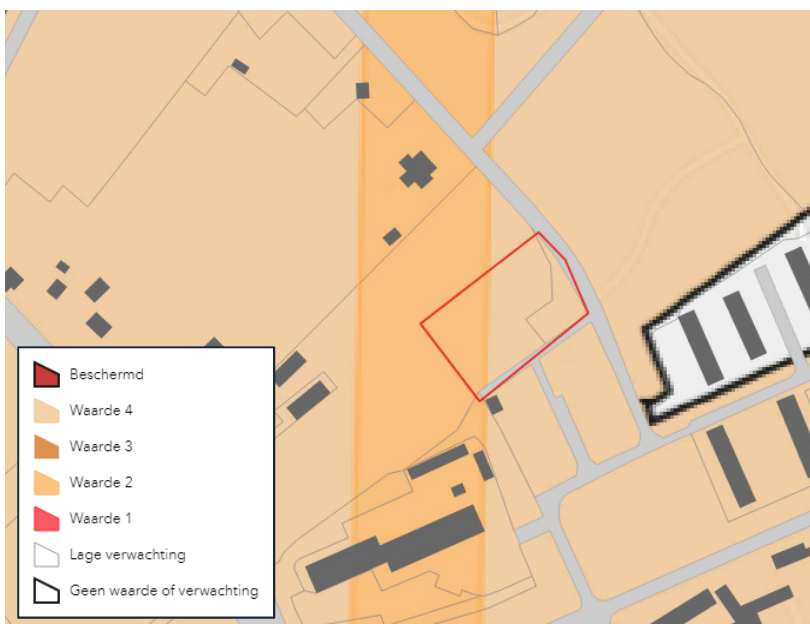 Beschermd
Waarde 4
Waarde 3
Waarde 2
Waarde 1
Lage verwachting
Geen waarde of verwachting